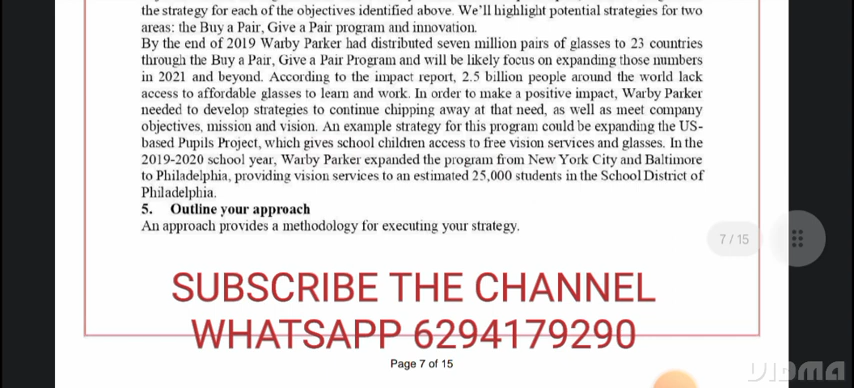 the strategy for each of the objectives identified above. We'll highlight potential strategies for two
areas: the Buy a Pair, Give a Pair program and innovation.
By the end of 2019 Warby Parker had distributed seven million pairs of glasses to 23 countries
through the Buy a Pair, Give a Pair Program and will be likely focus on expanding those numbers
in 2021 and beyond. According to the impact report, 2.5 billion people around the world lack
access to affordable glasses to learn and work. In order to make a positive impact, Warby Parker
needed to develop strategies to continue chipping away at that need, as well as meet company
objectives, mission and vision. An example strategy for this program could be expanding the US-
based Pupils Project, which gives school children access to free vision services and glasses. In the
2019-2020 school year, Warby Parker expanded the program from New York City and Baltimore
to Philadelphia, providing vision services to an estimated 25,000 students in the School District of
Philadelphia.
5. Outline your approach
An approach provides a methodology for executing your strategy.
7 / 15
SUBSCRIBE THE CHANNEL
WHATSAPP 6294179290
Page 7 of 15
VIDMA